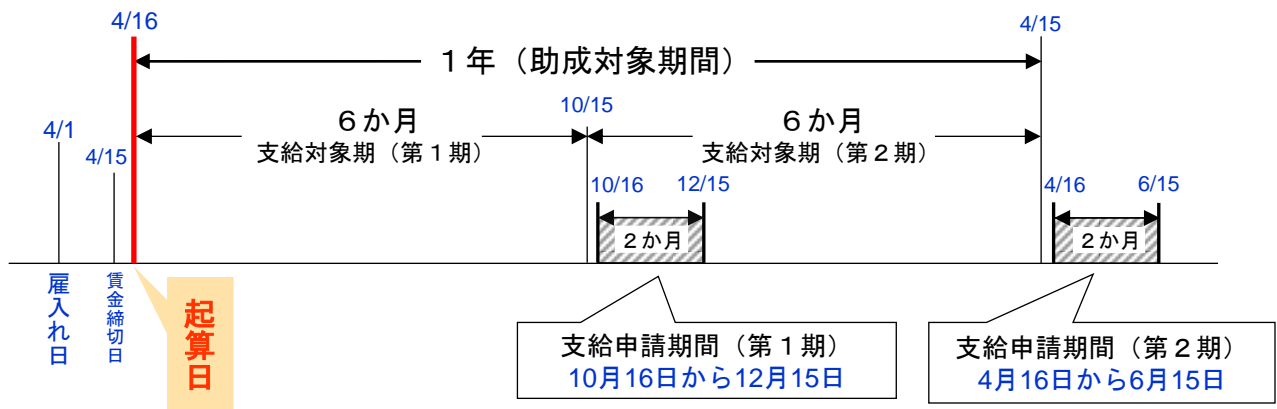 4/16
4/15
１年（助成対象期間）
10/15
4/1
６か月
６か月
4/15
支給対象期（第１期）
支給対象期（第２期）
10/16
12/15
4/16
6/15
２か月
２か月
雇入れ日
賃金締切日
起算日
支給申請期間（第１期）
10月16日から12月15日
支給申請期間（第２期）
4月16日から6月15日